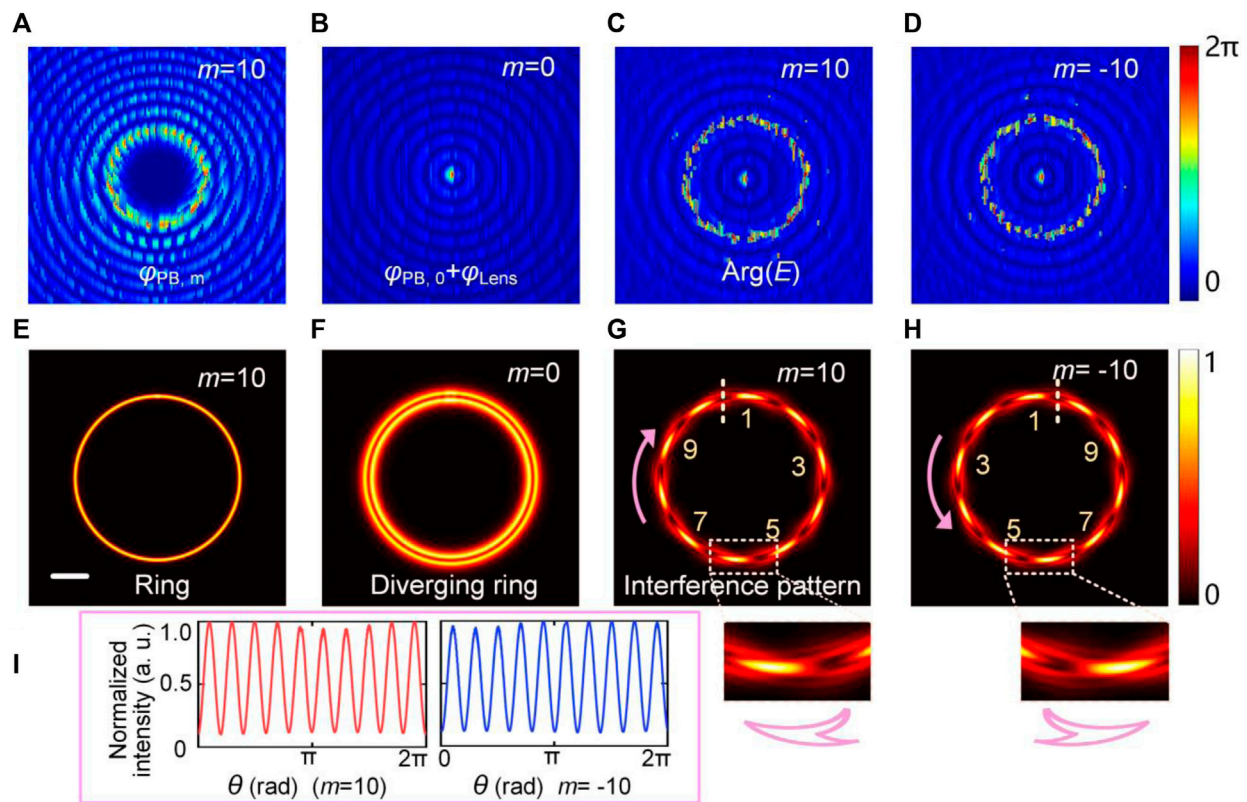 A
B
C
D
m=10
m=0
m=10
m= -10
2π
0
φPB, m
φPB, 0+φLens
Arg(E)
E
F
G
H
m=10
m=0
m=10
m= -10
1
0
1
3
5
7
9
1
3
5
7
9
Ring
Diverging ring
Interference pattern
I
Normalized
intensity (a. u.)
1.0
0.5
0
π
2π
0
π
2π
θ (rad) (m=10)
θ (rad) m= -10